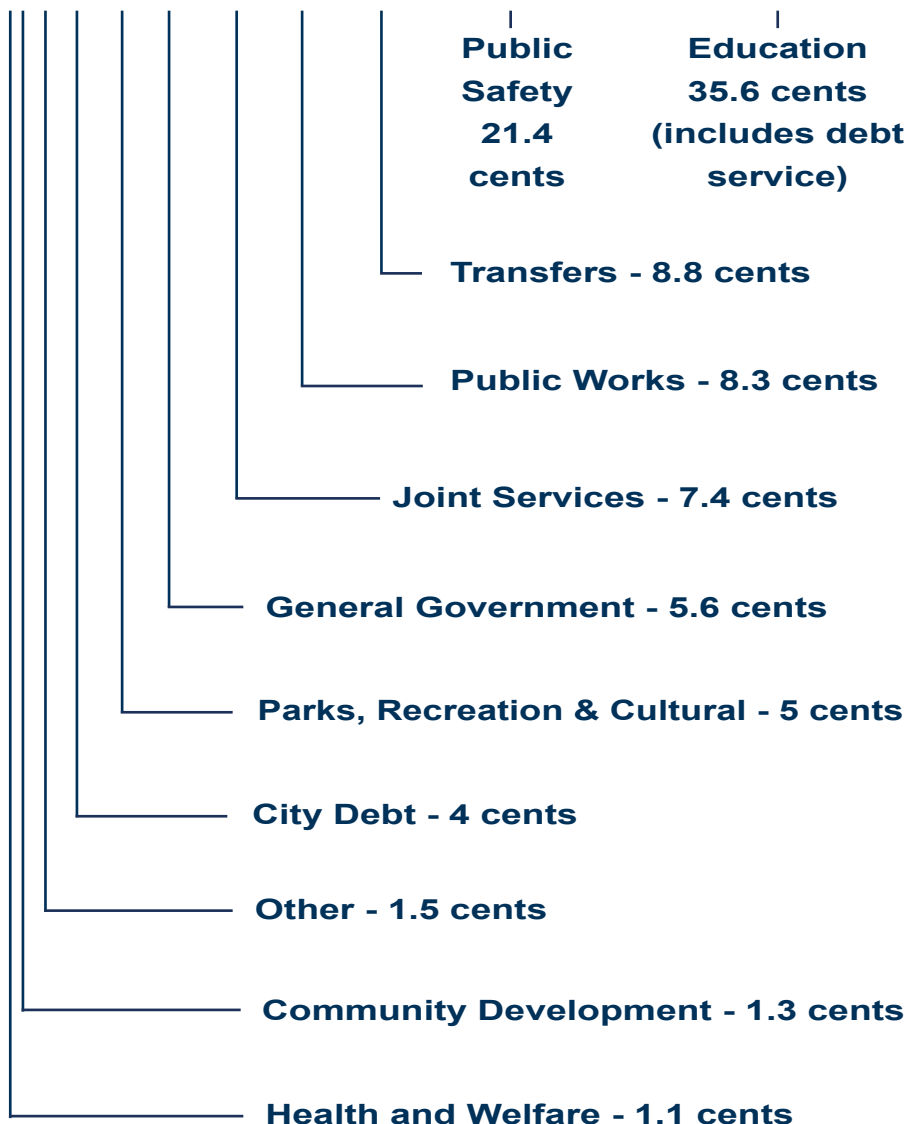 Public
Safety
21.4
cents
Education
35.6 cents
(includes debt
service)
Transfers - 8.8 cents
Public Works - 8.3 cents
Joint Services - 7.4 cents
General Government - 5.6 cents
Parks, Recreation & Cultural - 5 cents
City Debt - 4 cents
Other - 1.5 cents
Community Development - 1.3 cents
Health and Welfare - 1.1 cents